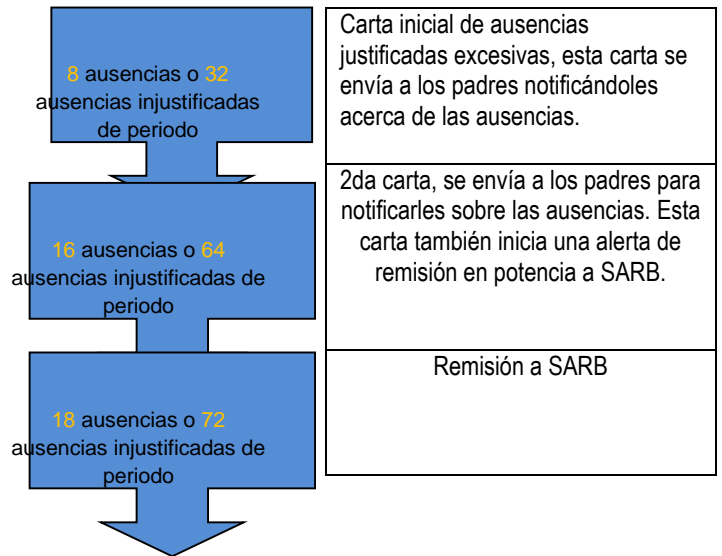 8 ausencias o 32
ausencias injustificadas
de periodo
Carta inicial de ausencias
justificadas excesivas, esta carta se
envía a los padres notificándoles
acerca de las ausencias.
16 ausencias o 64
ausencias injustificadas de
periodo
2da carta, se envía a los padres para
notificarles sobre las ausencias. Esta
carta también inicia una alerta de
remisión en potencia a SARB.
18 ausencias o 72
ausencias injustificadas de
periodo
Remisión a SARB